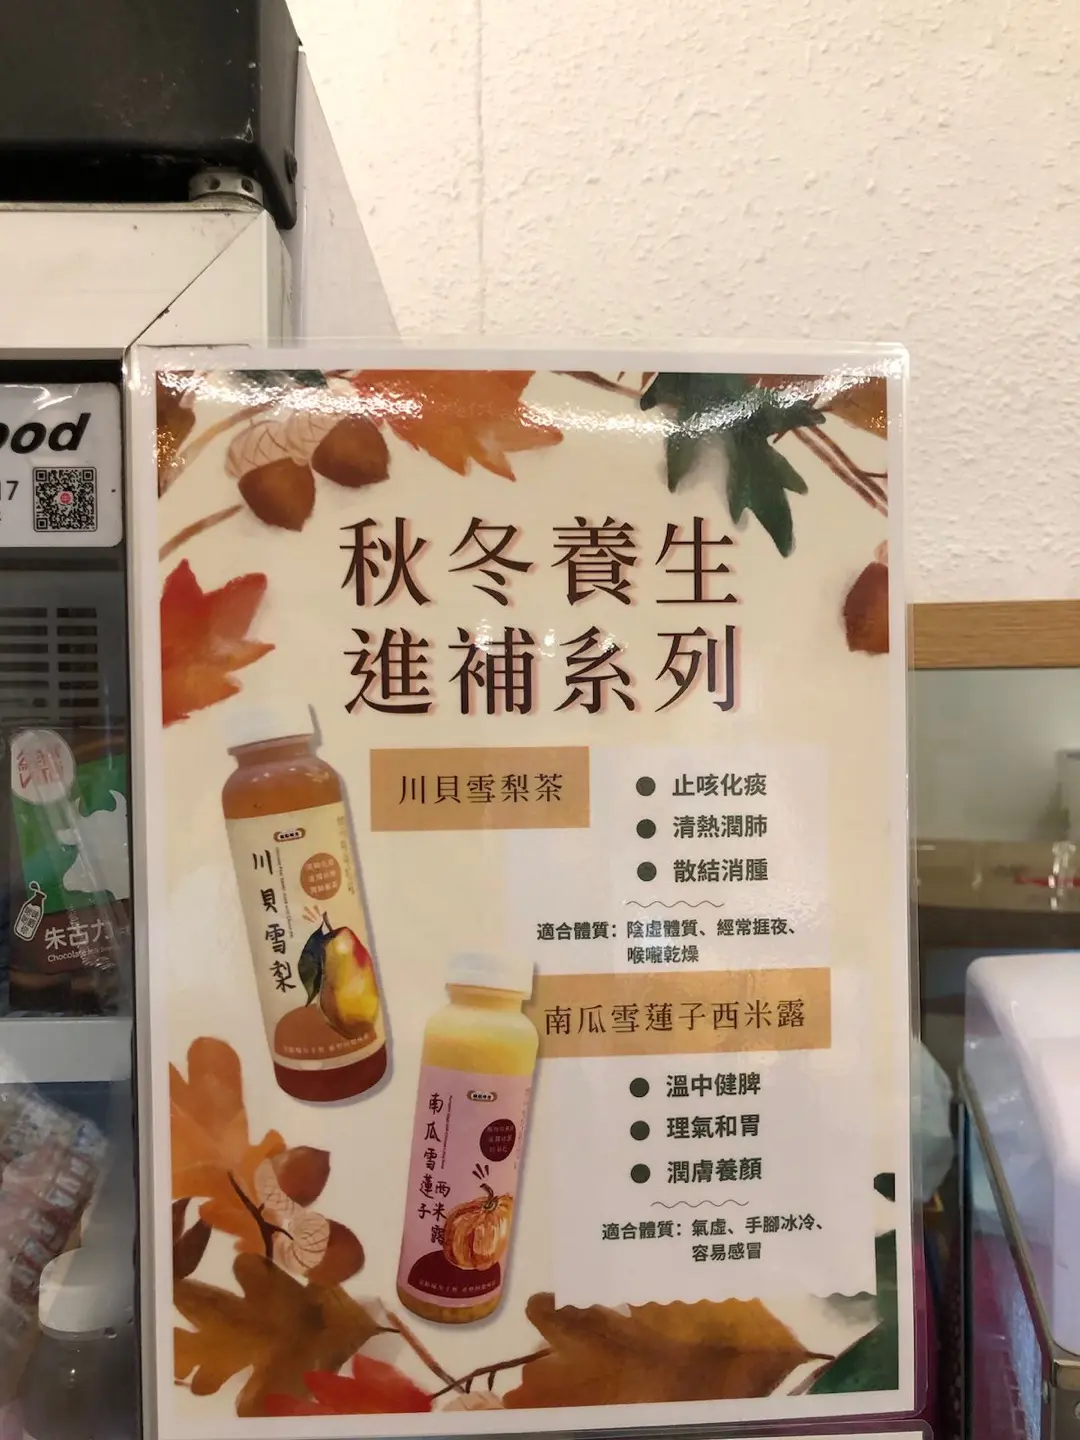 ood
17
秋冬養生
進補系列
川貝雪梨茶
止咳化痰
清熱潤肺
散結消腫
適合體質：陰虛體質、經常捱夜、
喉嚨乾燥
川貝雪梨
南瓜雪蓮子西米露
溫中健脾
理氣和胃
潤膚養顏
適合體質：氣虛、手腳冰冷、
容易感冒
南瓜雪蓮子
西米露
朱古力
Chocolate